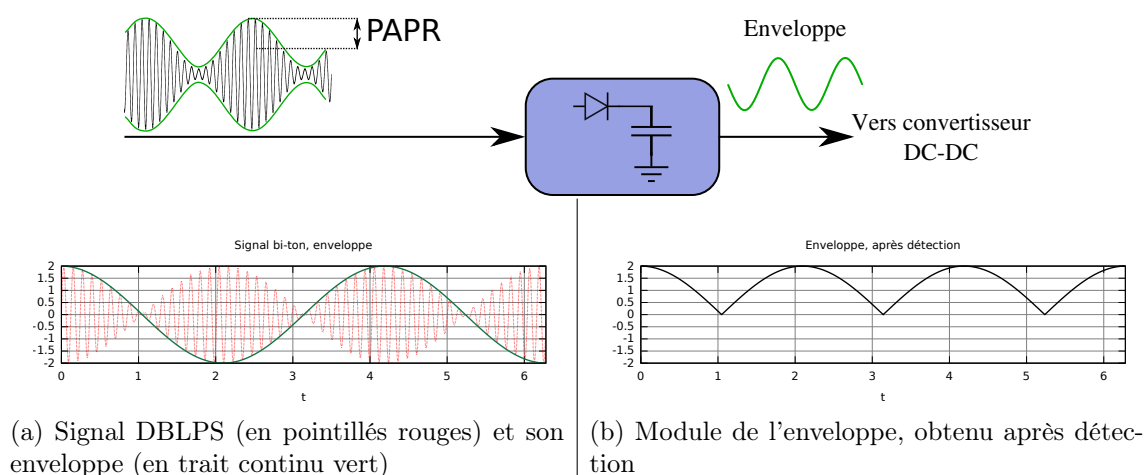 PAPR
Enveloppe
Vers convertisseur
DC-DC
Signal bi-ton, enveloppe
2
1.5
1
0.5
0
-0.5
-1
-1.5
-2
0 1 2 3 4 5 6
t
(a) Signal DBLPS (en pointillés rouges) et son
enveloppe (en trait continu vert)
Enveloppe, après détection
2
1.5
1
0.5
0
-0.5
-1
-1.5
-2
0 1 2 3 4 5 6
t
(b) Module de l'enveloppe, obtenu après détec-
tion